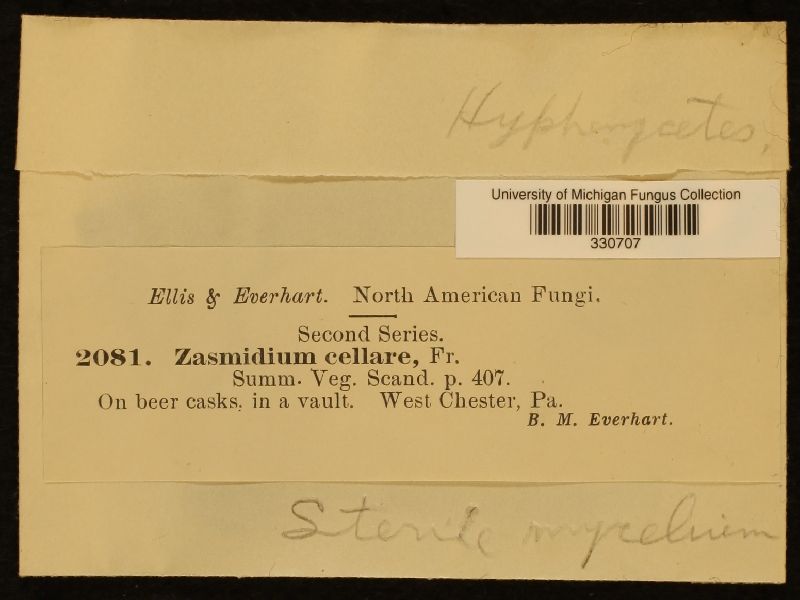 Hyphomycetes.
University of Michigan Fungus Collection
330707
Ellis & Everhart. North American Fungi.
Second Series.
2081. Zasmidium cellare, Fr.
Summ. Veg. Scand. p. 407.
On beer casks, in a vault. West Chester, Pa.
B. M. Everhart.
Sterile mycelium